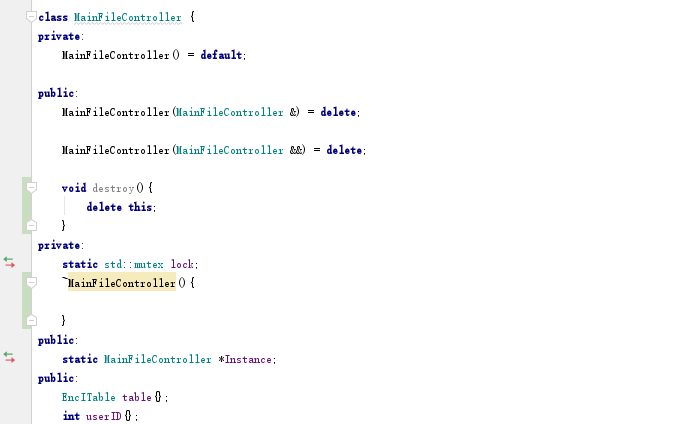 class MainFileController {
private:
    MainFileController() = default;
public:
    MainFileController(MainFileController &) = delete;
    MainFileController(MainFileController &&) = delete;
    void destroy(){
        delete this;
    }
private:
    static std::mutex lock;
    ~MainFileController(){
    }
public:
    static MainFileController *Instance;
public:
    EncITable table{};
    int userID{};